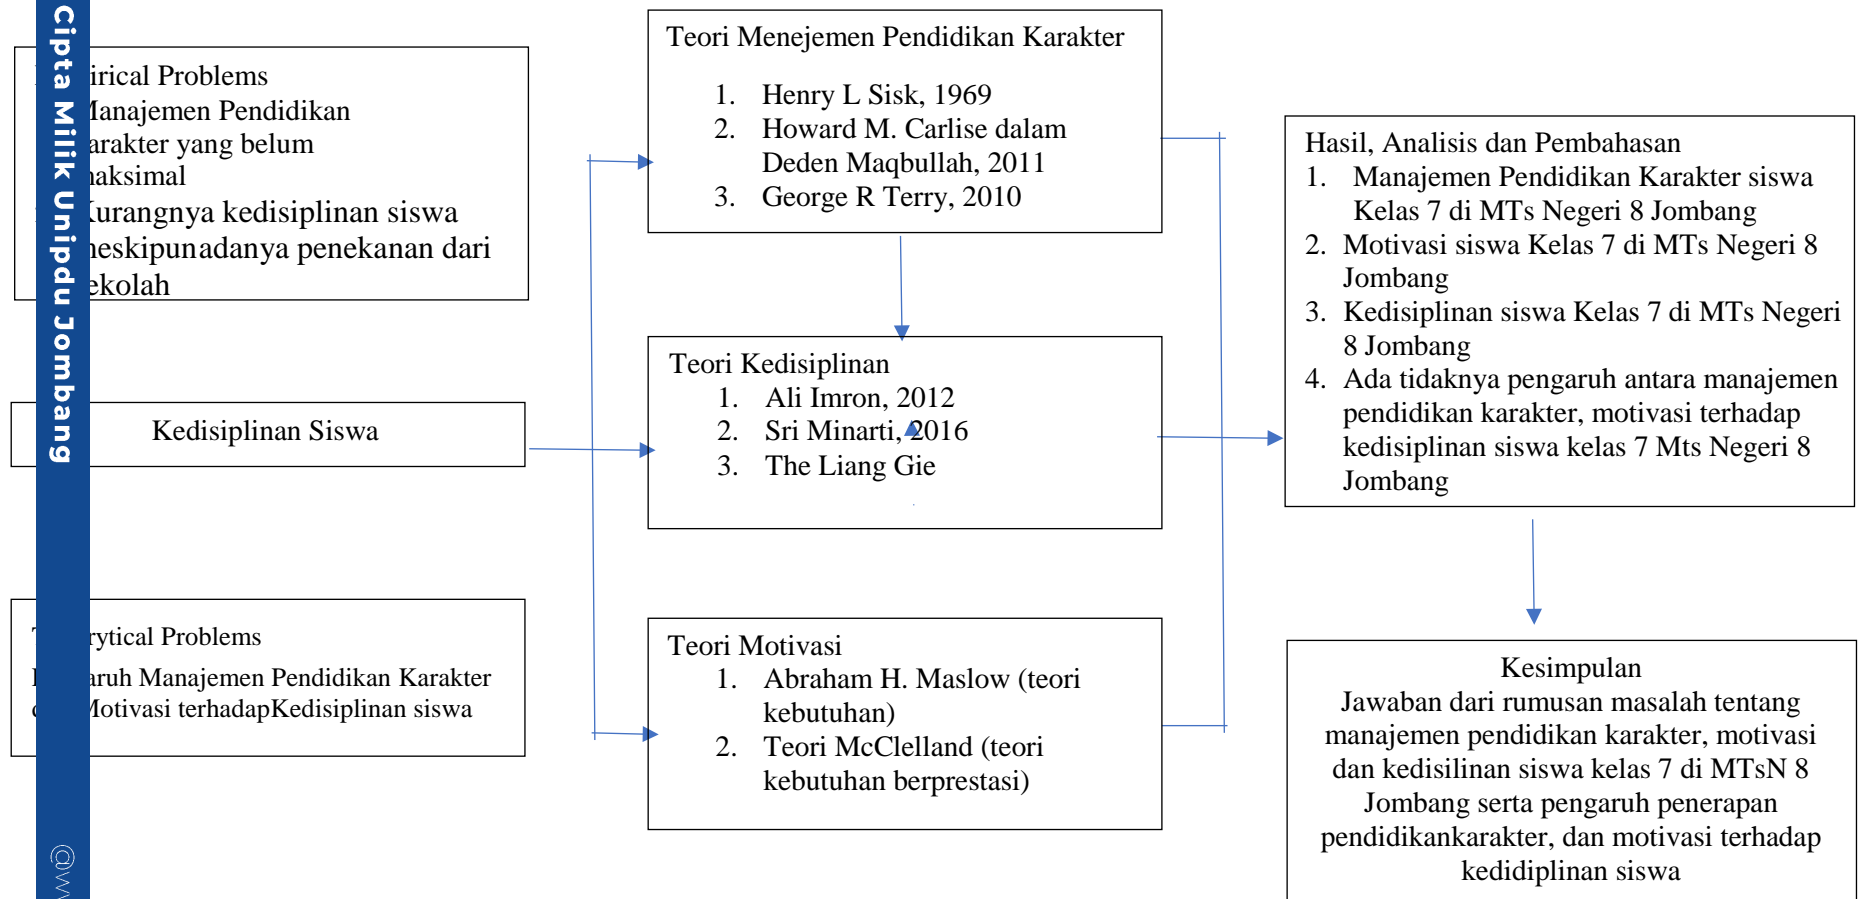 Cipta Milik Unipdu Jombang
irical Problems
Manajemen Pendidikan
arakter yang belum
aksimal
Kurangnya kedisiplinan siswa
meskipunadanya penekanan dari
ekolah
Kedisiplinan Siswa
rytical Problems
aruh Manajemen Pendidikan Karakter
Motivasi terhadapKedisiplinan siswa
Teori Menejemen Pendidikan Karakter
1. Henry L Sisk, 1969
2. Howard M. Carlise dalam
Deden Maqbullah, 2011
3. George R Terry, 2010
Teori Kedisiplinan
1. Ali Imron, 2012
2. Sri Minarti, 2016
3. The Liang Gie
Teori Motivasi
1. Abraham H. Maslow (teori
kebutuhan)
2. Teori McClelland (teori
kebutuhan berprestasi)
Hasil, Analisis dan Pembahasan
1. Manajemen Pendidikan Karakter siswa
Kelas 7 di MTs Negeri 8 Jombang
2. Motivasi siswa Kelas 7 di MTs Negeri 8
Jombang
3. Kedisiplinan siswa Kelas 7 di MTs Negeri
8 Jombang
4. Ada tidaknya pengaruh antara manajemen
pendidikan karakter, motivasi terhadap
kedisiplinan siswa kelas 7 Mts Negeri 8
Jombang
Kesimpulan
Jawaban dari rumusan masalah tentang
manajemen pendidikan karakter, motivasi
dan kedisilinan siswa kelas 7 di MTsN 8
Jombang serta pengaruh penerapan
pendidikankarakter, dan motivasi terhadap
kedidiplinan siswa